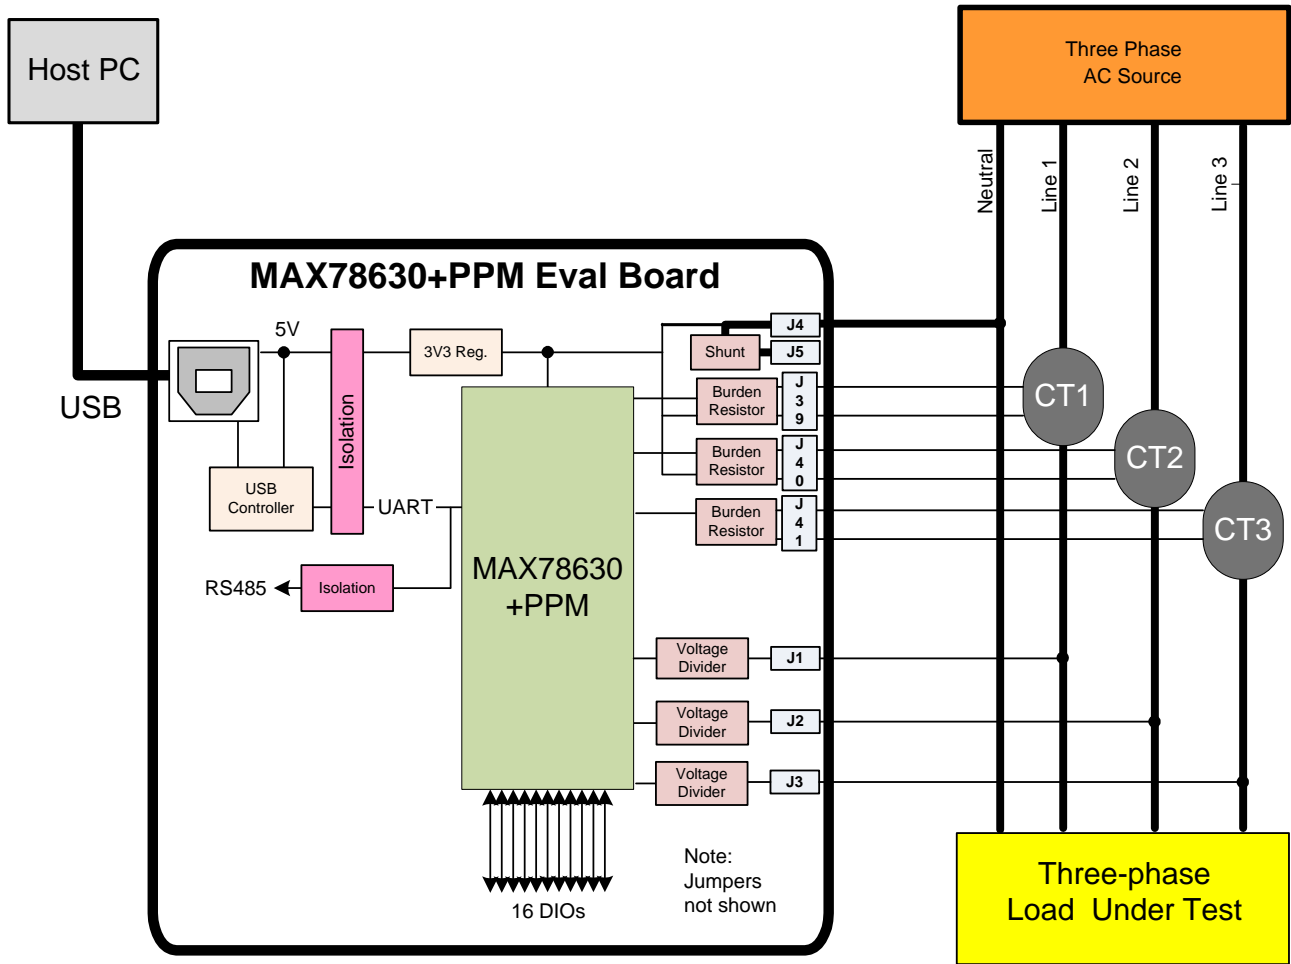 Host PC
Three Phase
AC Source
Neutral
Line 1
Line 2
Line 3
MAX78630+PPM Eval Board
5V
USB
Isolation
3V3 Reg.
Shunt
J4
J5
Burden
Resistor
J
3
9
Burden
Resistor
J
4
0
Burden
Resistor
J
4
1
CT1
CT2
CT3
USB
Controller
UART
RS485
Isolation
MAX78630
+PPM
Voltage
Divider
J1
Voltage
Divider
J2
Voltage
Divider
J3
16 DIOs
Note:
Jumpers
not shown
Three-phase
Load Under Test